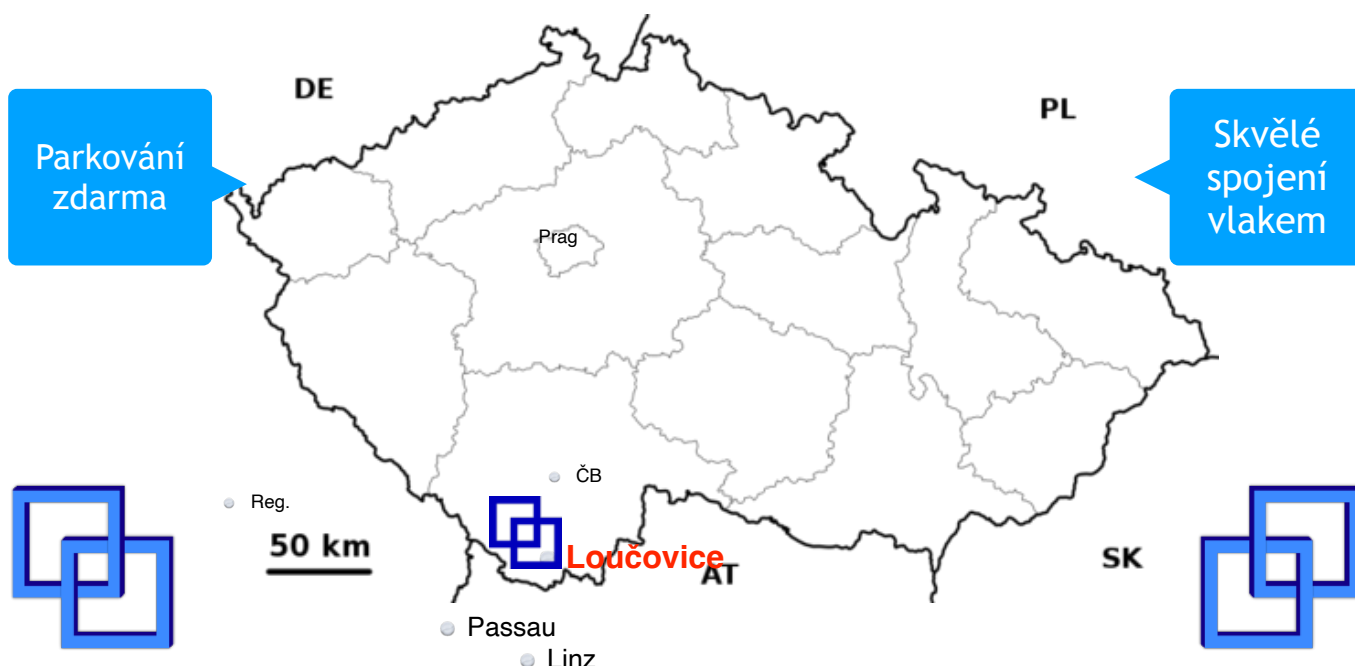 DE
PL
Parkování
zdarma
Skvělé
spojení
vlakem
Prag
ČB
Reg.
50 km
Loučovice
AT
SK
Passau
Linz